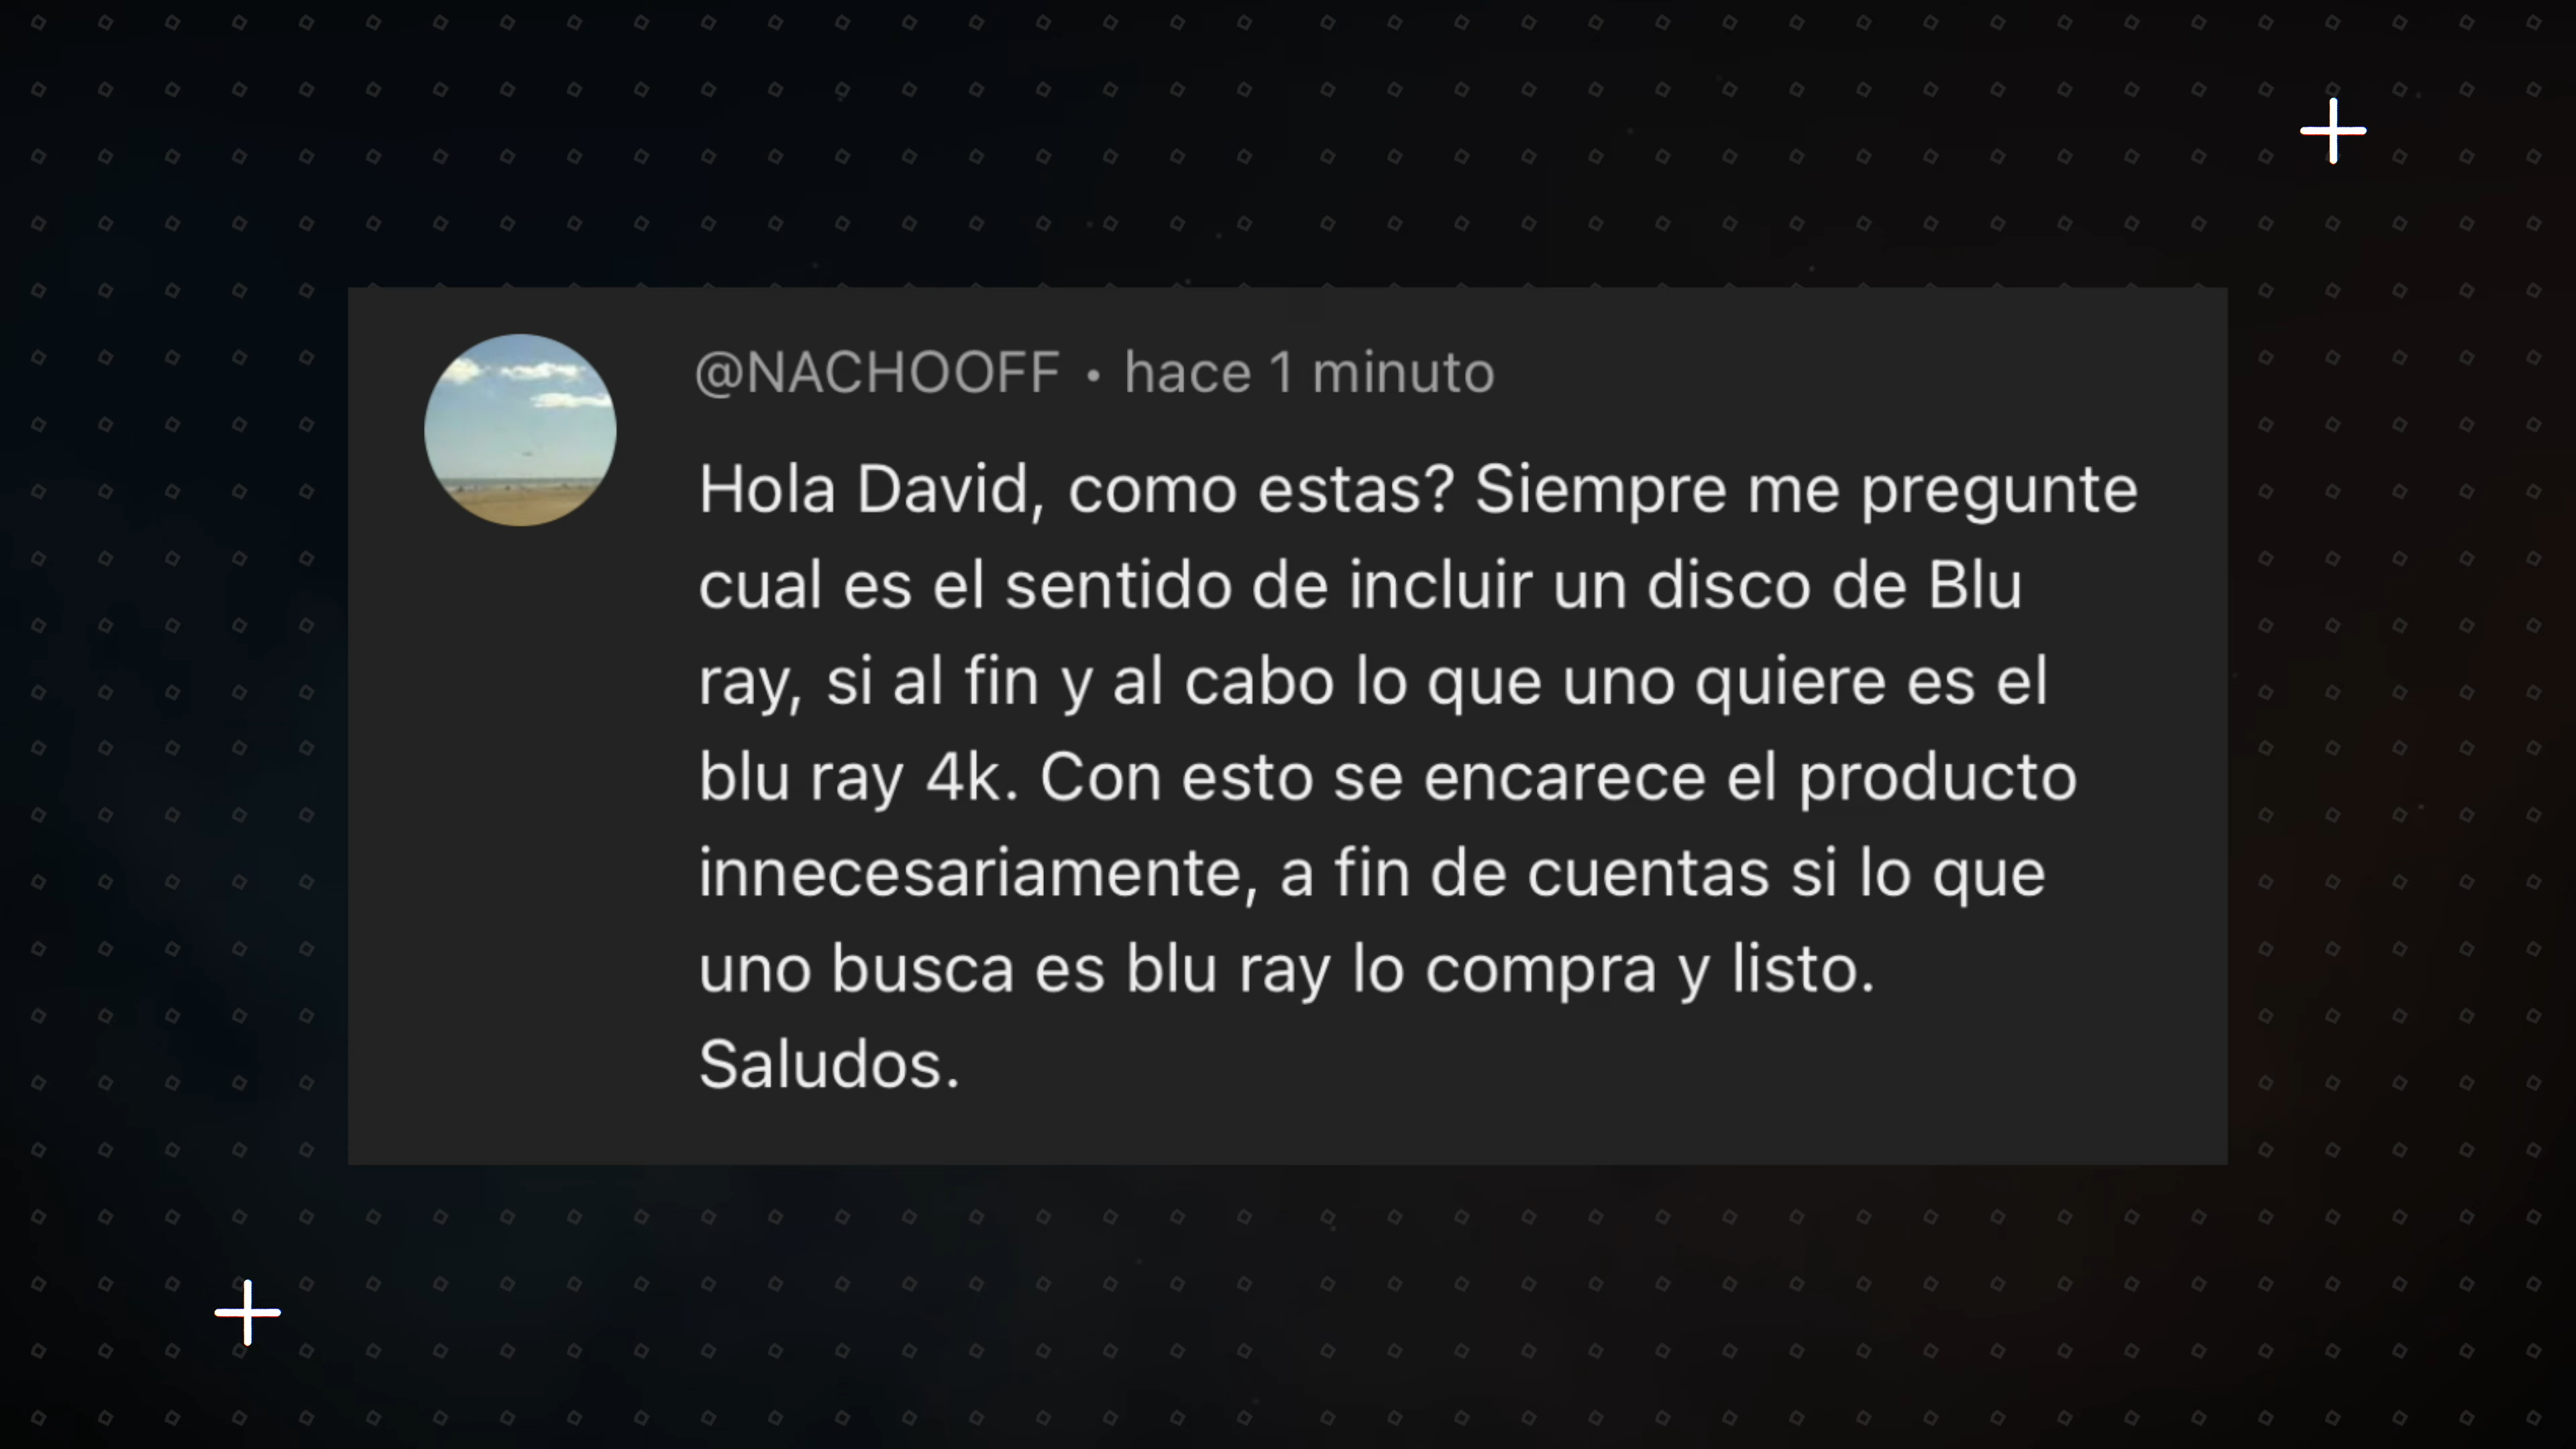 @NACHOOFF • hace 1 minuto
Hola David, como estas? Siempre me pregunte
cual es el sentido de incluir un disco de Blu
ray, si al fin y al cabo lo que uno quiere es el
blu ray 4k. Con esto se encarece el producto
innecesariamente, a fin de cuentas si lo que
uno busca es blu ray lo compra y listo.
Saludos.